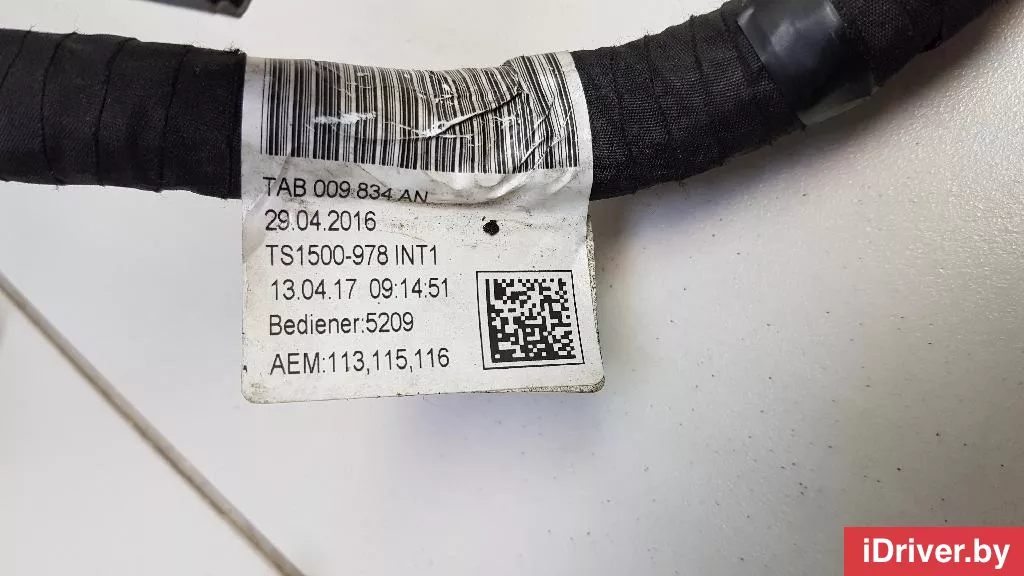 TAB 009 834 AN
29.04.2016
TS1500-978 INT1
13.04.17 09:14:51
Bediener:5209
AEM:113,115,116
iDriver.by